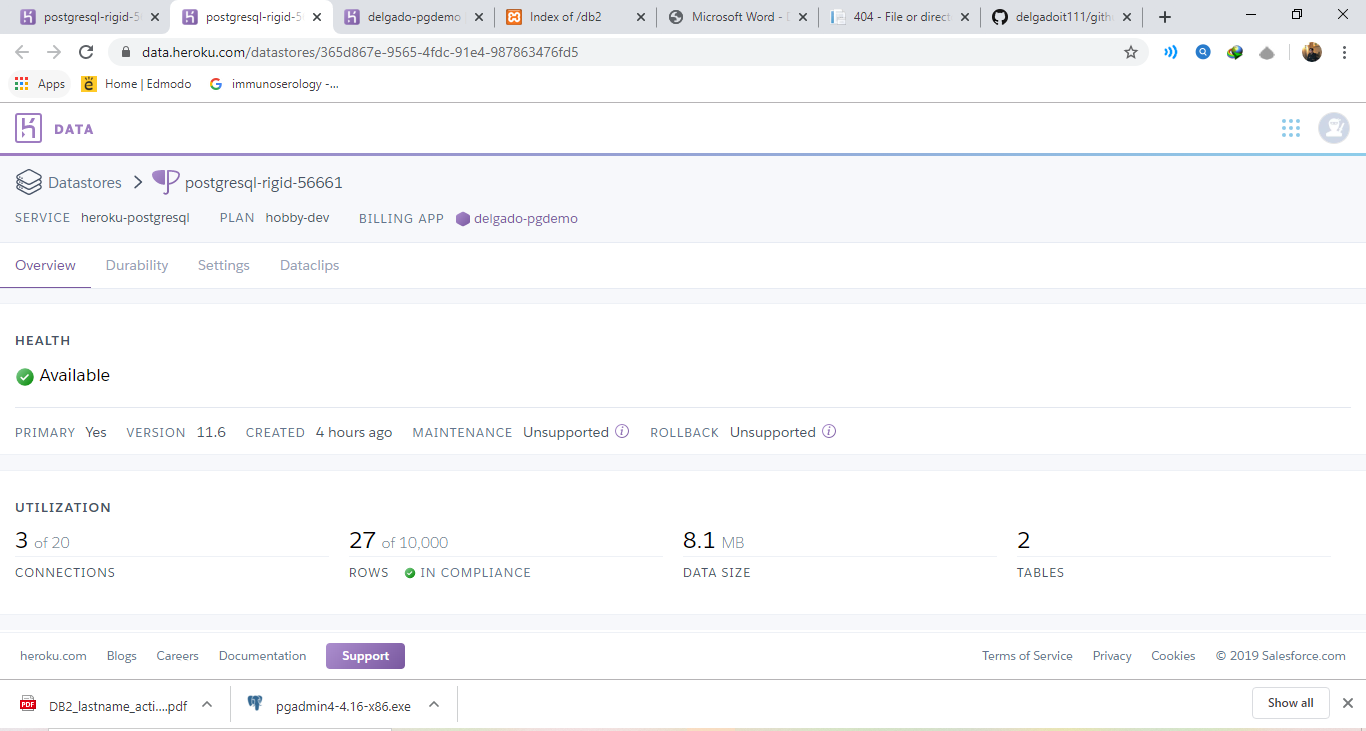 postgresql-rigid-5
postgresql-rigid-5
delgado-pgdemo
Index of /db2
Microsoft Word - D
404 - File or direct
delgadoit111/gith
data.heroku.com/datastores/365d867e-9565-4fdc-91e4-987863476fd5
Apps
Home | Edmodo
immunoserology -...
DATA
Datastores
postgresql-rigid-56661
SERVICE heroku-postgresql PLAN hobby-dev BILLING APP delgado-pgdemo
Overview Durability Settings Dataclips
HEALTH
Available
PRIMARY Yes VERSION 11.6 CREATED 4 hours ago MAINTENANCE Unsupported ROLLBACK Unsupported
UTILIZATION
3 of 20
CONNECTIONS
27 of 10,000
ROWS IN COMPLIANCE
8.1 MB
DATA SIZE
2
TABLES
heroku.com Blogs Careers Documentation Support Terms of Service Privacy Cookies © 2019 Salesforce.com
DB2_lastname_acti....pdf
pgadmin4-4.16-x86.exe
Show all